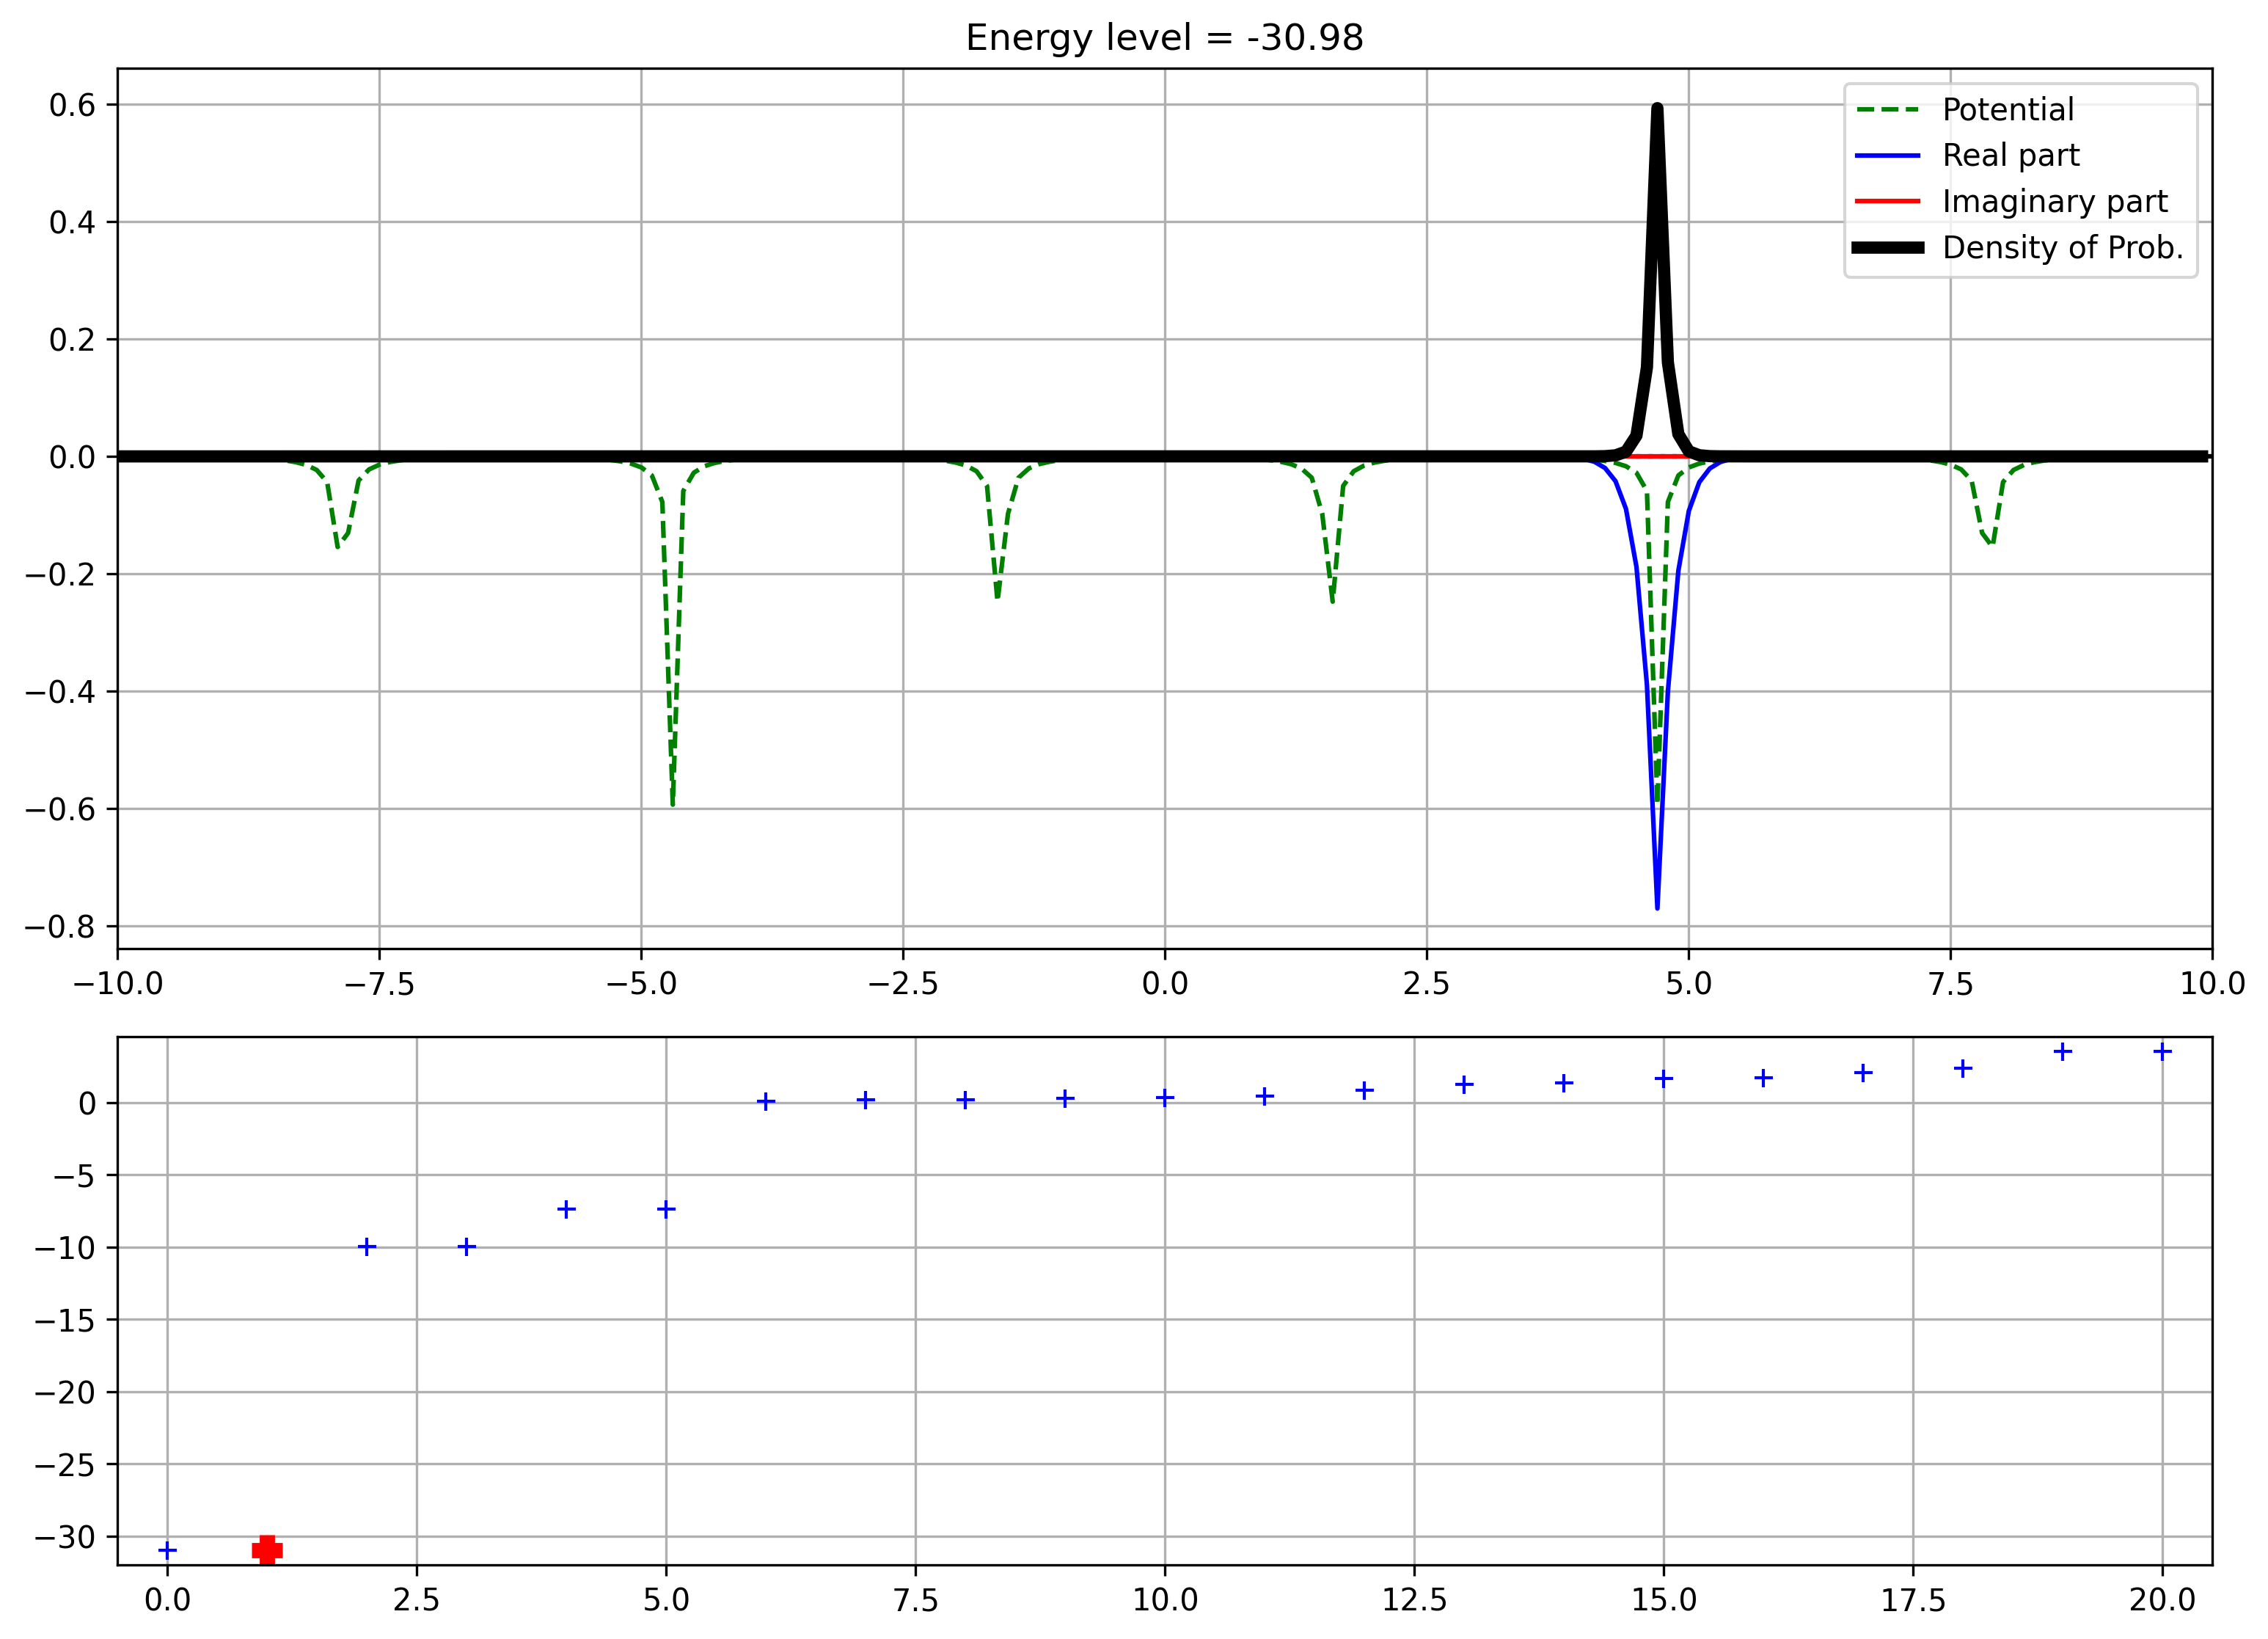 Energy level = -30.98
0.6
0.4
0.2
0.0
−0.2
−0.4
−0.6
−0.8
Potential
Real part
Imaginary part
Density of Prob.
−10.0 −7.5 −5.0 −2.5 0.0 2.5 5.0 7.5 10.0
0
−5
−10
−15
−20
−25
−30
0.0 2.5 5.0 7.5 10.0 12.5 15.0 17.5 20.0